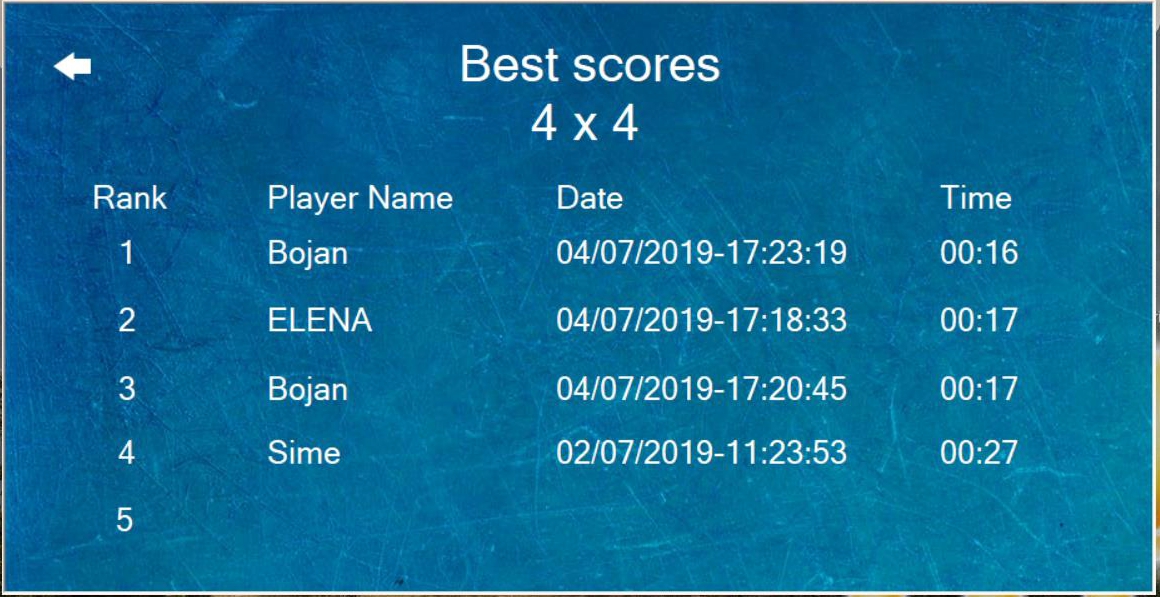 Best scores
4 x 4
Rank Player Name Date Time
1 Bojan 04/07/2019-17:23:19 00:16
2 ELENA 04/07/2019-17:18:33 00:17
3 Bojan 04/07/2019-17:20:45 00:17
4 Sime 02/07/2019-11:23:53 00:27
5